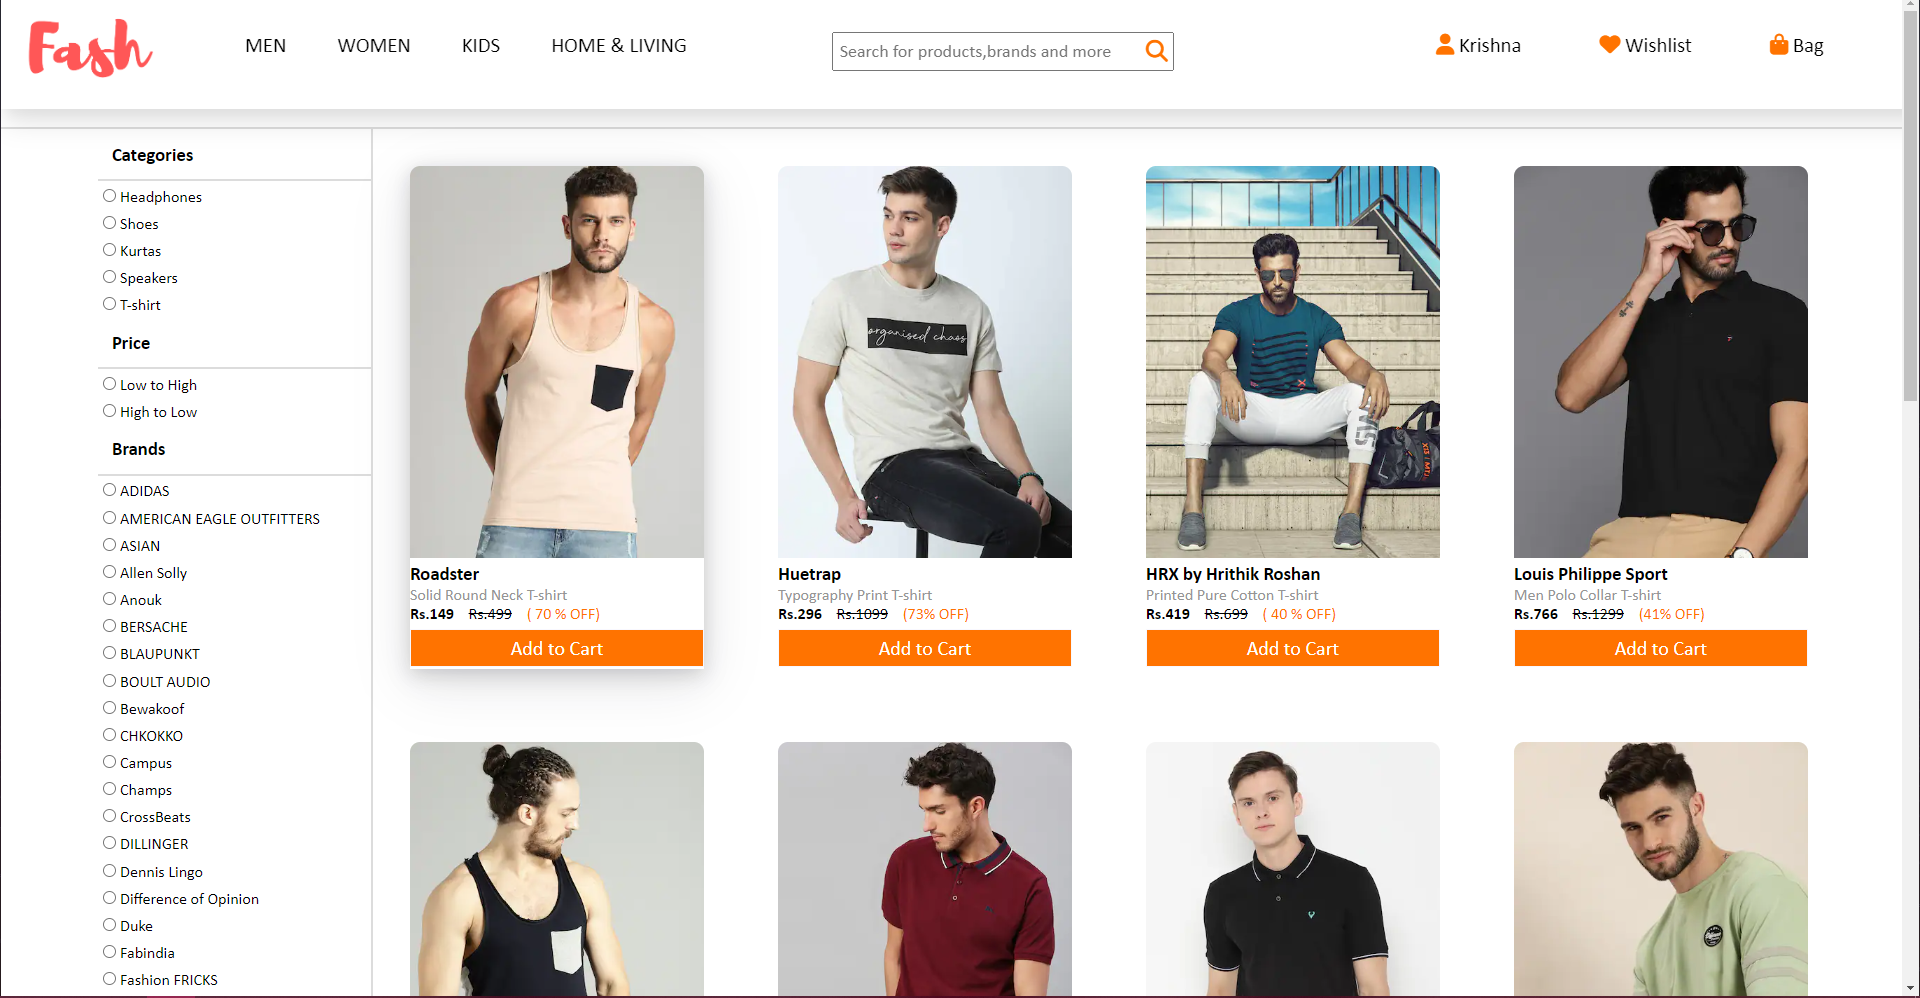 Fash
MEN WOMEN KIDS HOME & LIVING
Search for products,brands and more
Krishna Wishlist Bag
Categories
Headphones
Shoes
Kurtas
Speakers
T-shirt
Price
Low to High
High to Low
Brands
ADIDAS
AMERICAN EAGLE OUTFITTERS
ASIAN
Allen Solly
Anouk
BERSACHE
BLAUPUNKT
BOULT AUDIO
Bewakoof
CHKOKKO
Campus
Champs
CrossBeats
DILLINGER
Dennis Lingo
Difference of Opinion
Duke
Fabindia
Fashion FRICKS
Roadster
Solid Round Neck T-shirt
Rs.149 Rs.499 ( 70 % OFF)
Add to Cart
organised chaos
Huetrap
Typography Print T-shirt
Rs.296 Rs.1099 (73% OFF)
Add to Cart
HRX by Hrithik Roshan
Printed Pure Cotton T-shirt
Rs.419 Rs.699 ( 40 % OFF)
Add to Cart
Louis Philippe Sport
Men Polo Collar T-shirt
Rs.766 Rs.1299 (41% OFF)
Add to Cart